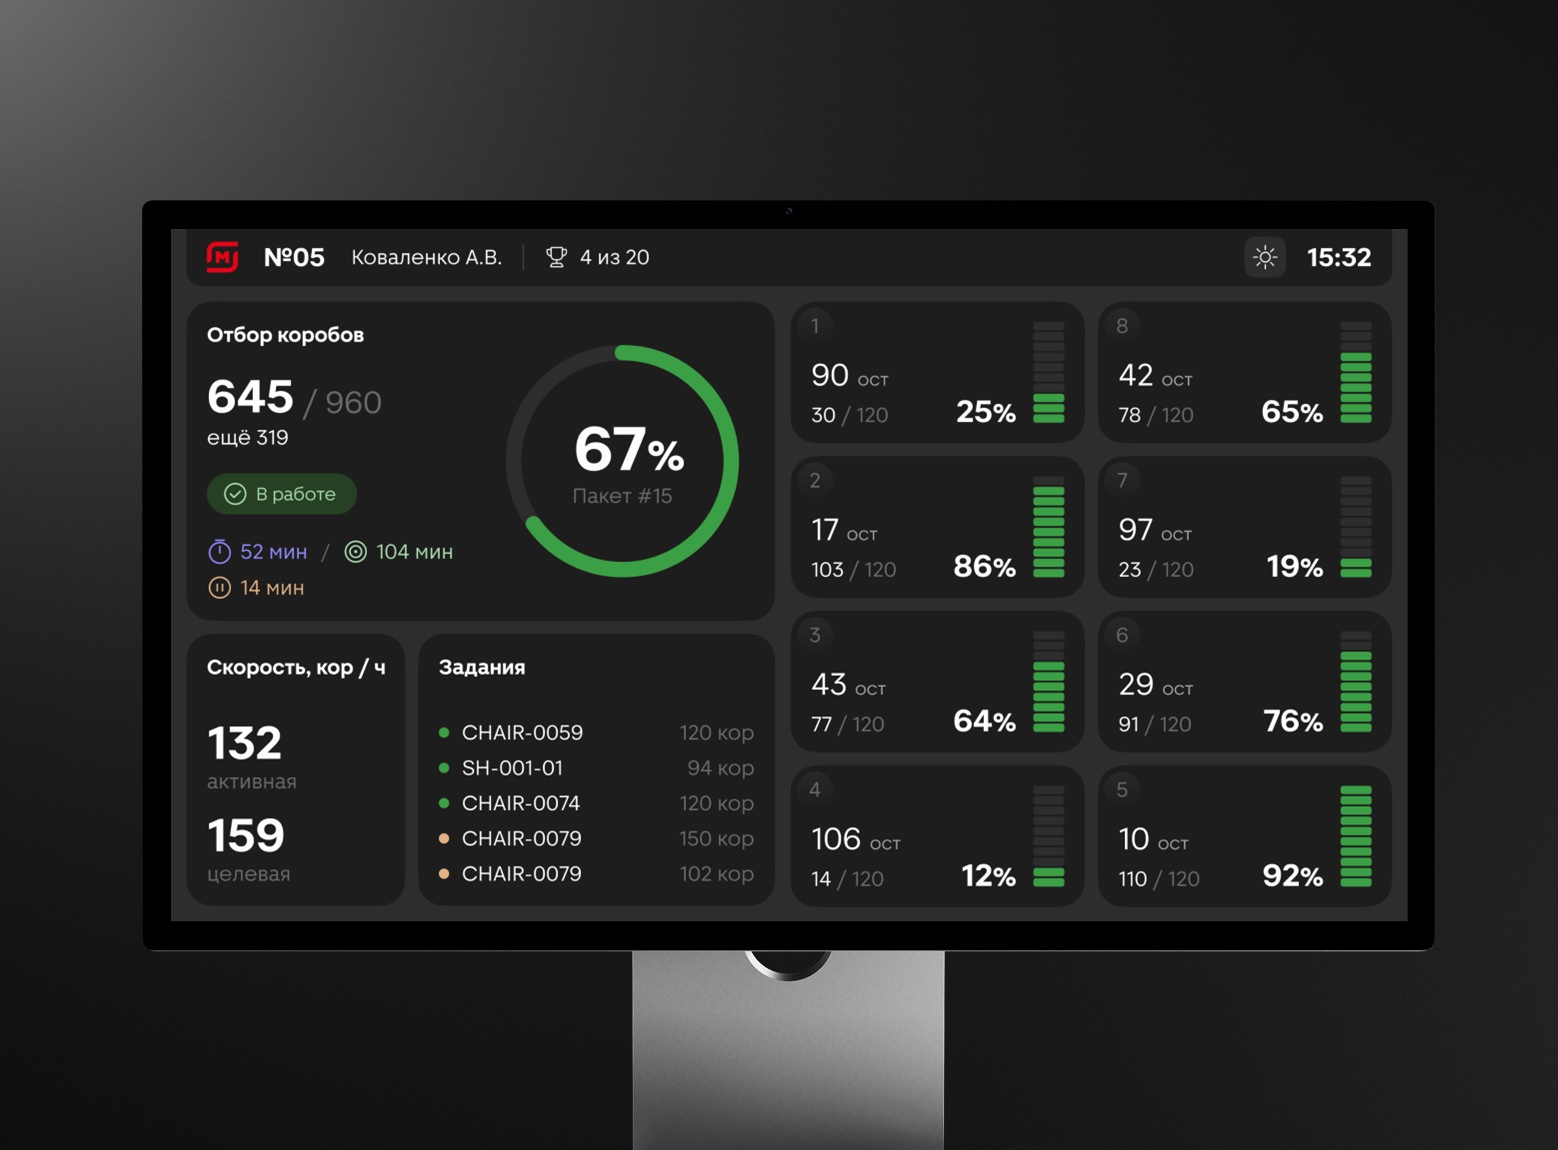 M
№05 Коваленко А.В. 4 из 20 15:32
Отбор коробов
645 / 960
ещё 319
В работе
52 мин / 104 мин
14 мин
67%
Пакет #15
Скорость, кор / ч
132
активная
159
целевая
Задания
CHAIR-0059 120 кор
SH-001-01 94 кор
CHAIR-0074 120 кор
CHAIR-0079 150 кор
CHAIR-0079 102 кор
1
90 ост
30 / 120 25%
8
42 ост
78 / 120 65%
2
17 ост
103 / 120 86%
7
97 ост
23 / 120 19%
3
43 ост
77 / 120 64%
6
29 ост
91 / 120 76%
4
106 ост
14 / 120 12%
5
10 ост
110 / 120 92%